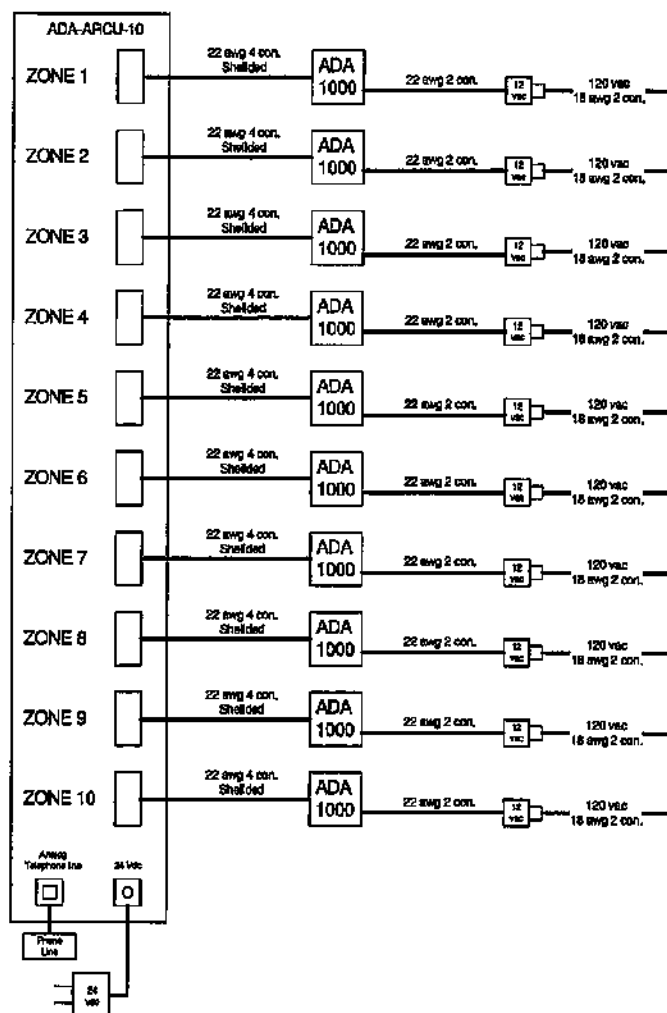 ADA-ARCU-10
ZONE 1
22 awg 4 con.
Sheilded
ADA
1000
22 awg 2 con.
12
vac
120 vac
18 awg 2 con.
ZONE 2
22 awg 4 con.
Sheilded
ADA
1000
22 awg 2 con.
12
vac
120 vac
18 awg 2 con.
ZONE 3
22 awg 4 con.
Sheilded
ADA
1000
22 awg 2 con.
12
vac
120 vac
18 awg 2 con.
ZONE 4
22 awg 4 con.
Sheilded
ADA
1000
22 awg 2 con.
12
vac
120 vac
18 awg 2 con.
ZONE 5
22 awg 4 con.
Sheilded
ADA
1000
22 awg 2 con.
12
vac
120 vac
18 awg 2 con.
ZONE 6
22 awg 4 con.
Sheilded
ADA
1000
22 awg 2 con.
12
vac
120 vac
18 awg 2 con.
ZONE 7
22 awg 4 con.
Sheilded
ADA
1000
22 awg 2 con.
12
vac
120 vac
18 awg 2 con.
ZONE 8
22 awg 4 con.
Sheilded
ADA
1000
22 awg 2 con.
12
vac
120 vac
18 awg 2 con.
ZONE 9
22 awg 4 con.
Sheilded
ADA
1000
22 awg 2 con.
12
vac
120 vac
18 awg 2 con.
ZONE 10
22 awg 4 con.
Sheilded
ADA
1000
22 awg 2 con.
12
vac
120 vac
18 awg 2 con.
Analog
Telephone line
24 Vdc
Phone
Line
24